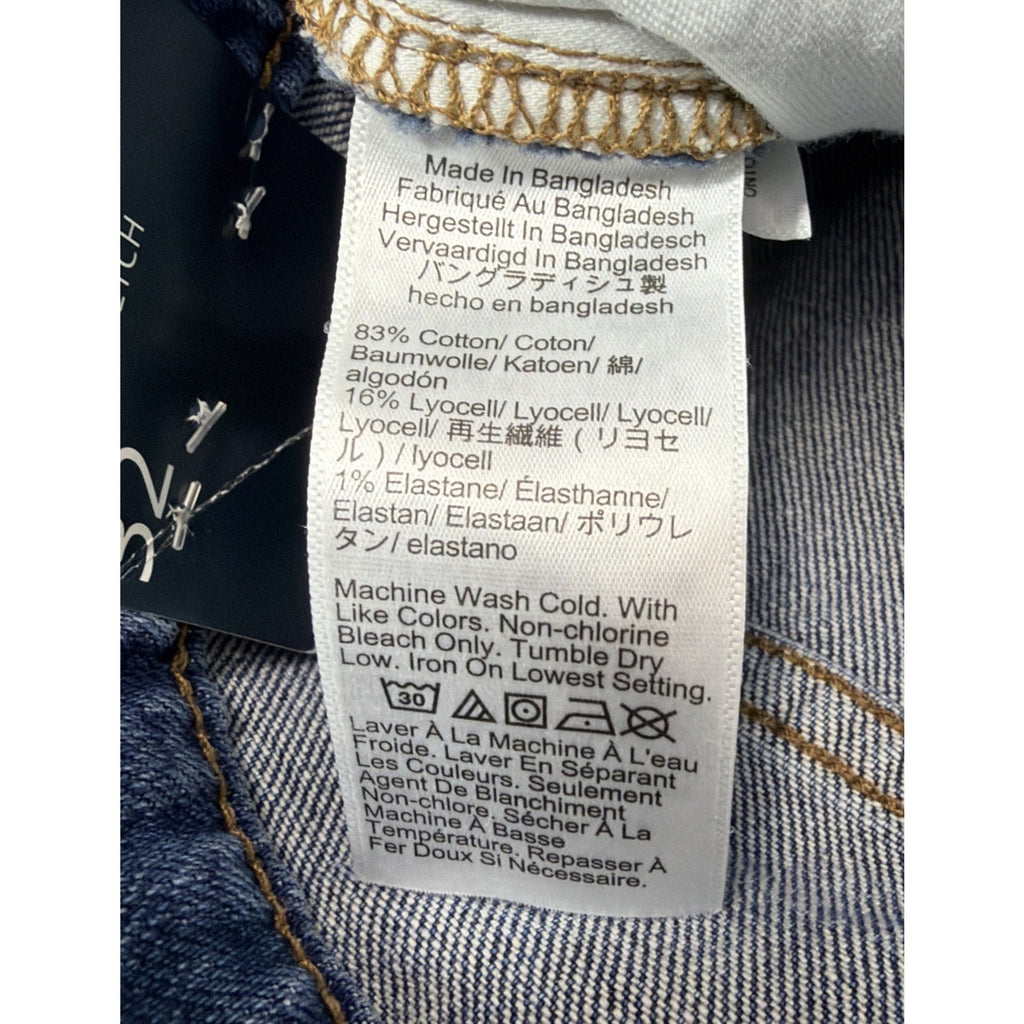 Made In Bangladesh
Fabriqué Au Bangladesh
Hergestellt In Bangladesch
Vervaardigd In Bangladesh
バングラディシュ製
hecho en bangladesh
83% Cotton/ Coton/
Baumwolle/ Katoen/ 綿/
algodón
16% Lyocell/ Lyocell/ Lyocell/
Lyocell/ 再生繊維 ( リヨセ
ル ) / lyocell
1% Elastane/ Élasthanne/
Elastan/ Elastaan/ ポリウレ
タン/ elastano
Machine Wash Cold. With
Like Colors. Non-chlorine
Bleach Only. Tumble Dry
Low. Iron On Lowest Setting.
30
Laver À La Machine À L'eau
Froide. Laver En Séparant
Les Couleurs. Seulement
Agent De Blanchiment
Non-chlore. Sécher À La
Machine À Basse
Température. Repasser À
Fer Doux Si Nécessaire.
32